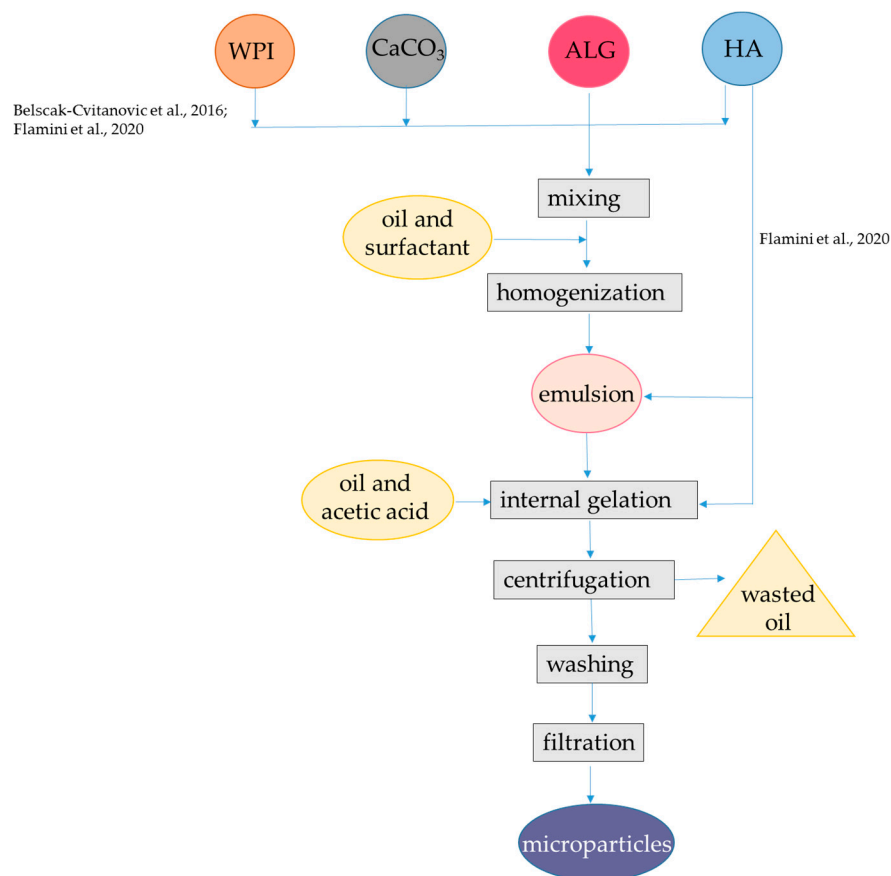 WPI
CaCO₃
ALG
HA
Belscak-Cvitanovic et al., 2016;
Flamini et al., 2020
mixing
oil and
surfactant
Flamini et al., 2020
homogenization
emulsion
oil and
acetic acid
internal gelation
centrifugation
wasted
oil
washing
filtration
microparticles